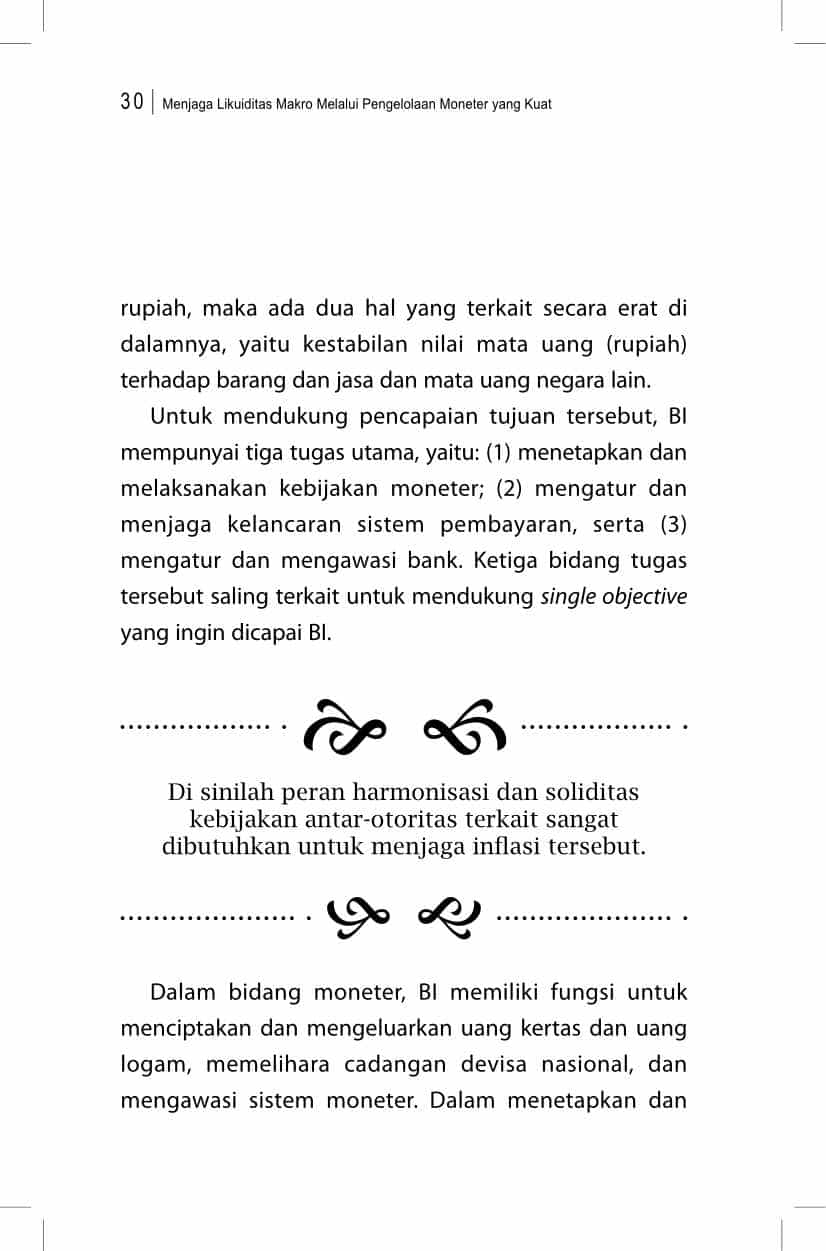 30 | Menjaga Likuiditas Makro Melalui Pengelolaan Moneter yang Kuat
rupiah, maka ada dua hal yang terkait secara erat di
dalamnya, yaitu kestabilan nilai mata uang (rupiah)
terhadap barang dan jasa dan mata uang negara lain.
Untuk mendukung pencapaian tujuan tersebut, BI
mempunyai tiga tugas utama, yaitu: (1) menetapkan dan
melaksanakan kebijakan moneter; (2) mengatur dan
menjaga kelancaran sistem pembayaran, serta (3)
mengatur dan mengawasi bank. Ketiga bidang tugas
tersebut saling terkait untuk mendukung single objective
yang ingin dicapai BI.
Di sinilah peran harmonisasi dan soliditas
kebijakan antar-otoritas terkait sangat
dibutuhkan untuk menjaga inflasi tersebut.
Dalam bidang moneter, BI memiliki fungsi untuk
menciptakan dan mengeluarkan uang kertas dan uang
logam, memelihara cadangan devisa nasional, dan
mengawasi sistem moneter. Dalam menetapkan dan